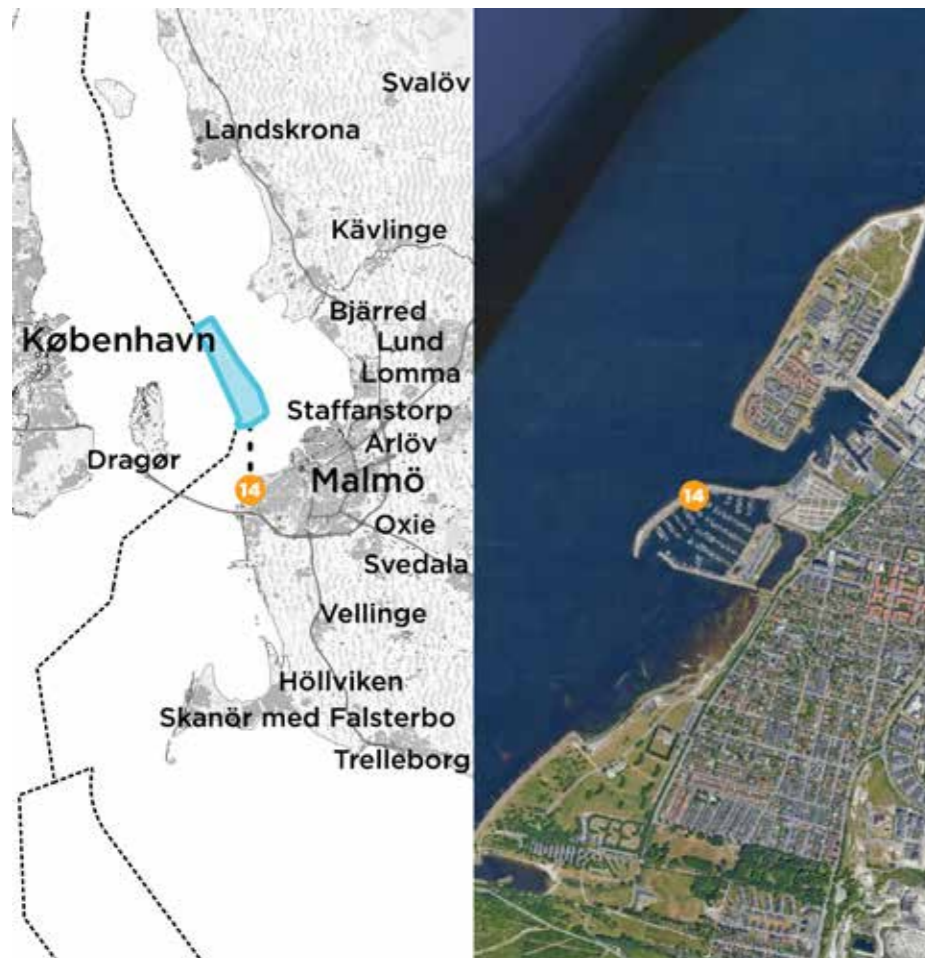 Svalöv
Landskrona
Kävlinge
Bjärred
København
Lund
Lomma
Staffanstorp
Arlöv
Dragør
Malmö
14
14
Oxie
Svedala
Vellinge
Höllviken
Skanör med Falsterbo
Trelleborg